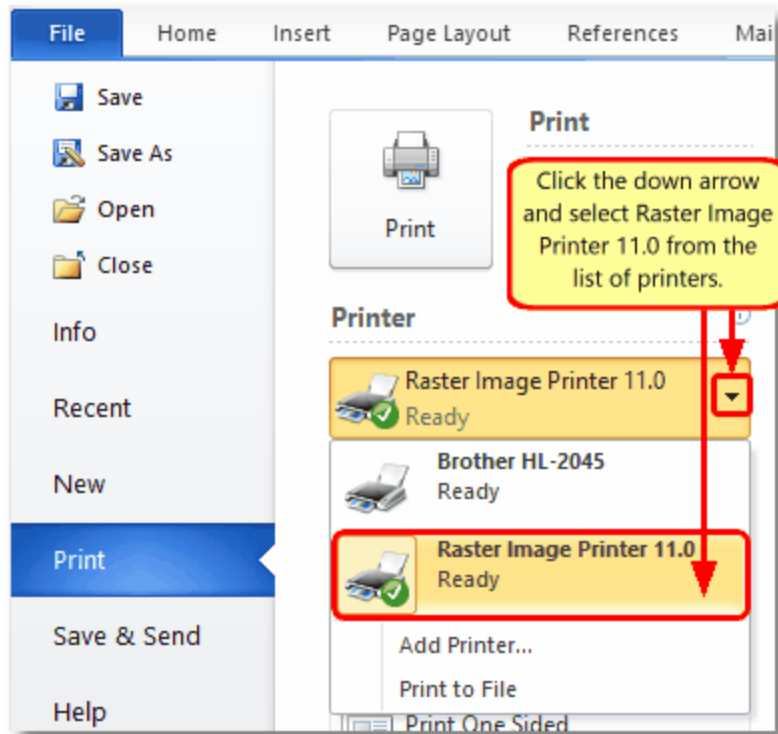 File Home Insert Page Layout References Mai
Save
Save As
Open
Close
Info
Recent
New
Print
Save & Send
Help
Print
Print
Click the down arrow
and select Raster Image
Printer 11.0 from the
list of printers.
Printer
Raster Image Printer 11.0
Ready
Brother HL-2045
Ready
Raster Image Printer 11.0
Ready
Add Printer...
Print to File
Print One Sided